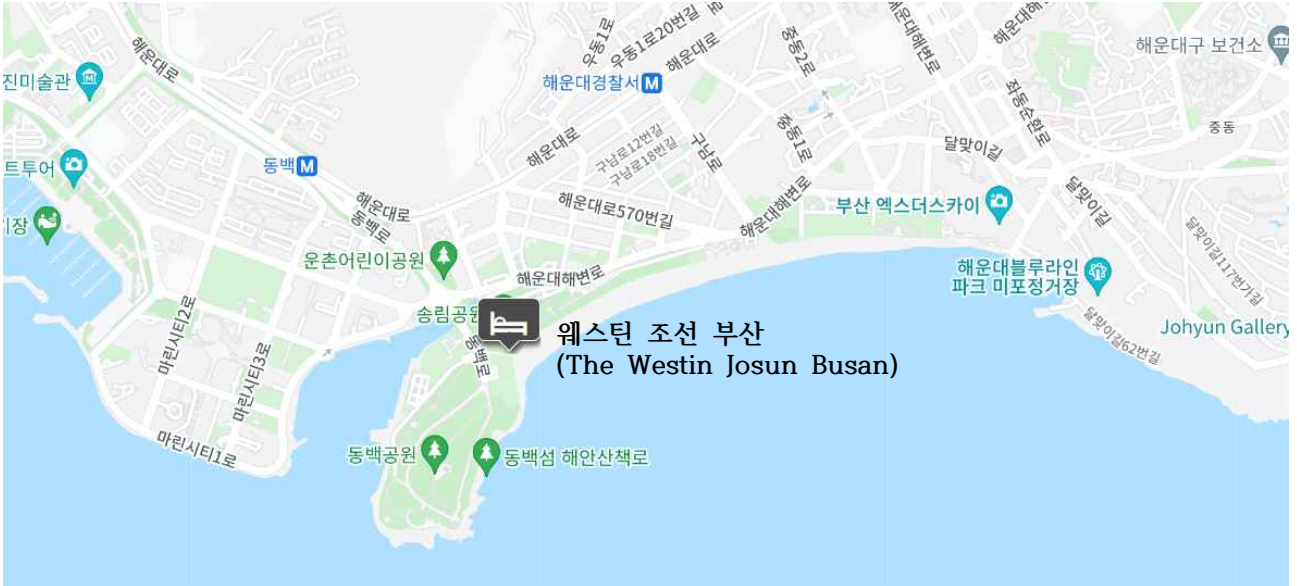 우동1로
우동1로20번길
해운대로
해운대로
중동2로
해운대해변로
해운대로
해운대구 보건소
진미술관
해운대경찰서 M
좌동순환로
중동
구남로12번길
구남로18번길
해운대로
구남로
중동1로
달맞이길
동백 M
트투어
해운대로
동백로
해운대로570번길
해운대해변로
부산 엑스더스카이
달맞이길
기장
운촌어린이공원
해운대해변로
해운대블루라인
파크 미포정거장
달맞이길117번가길
송림공원
웨스틴 조선 부산
(The Westin Josun Busan)
동백로
마린시티2로
마린시티3로
달맞이길62번길
Johyun Gallery
마린시티1로
동백공원
동백섬 해안산책로